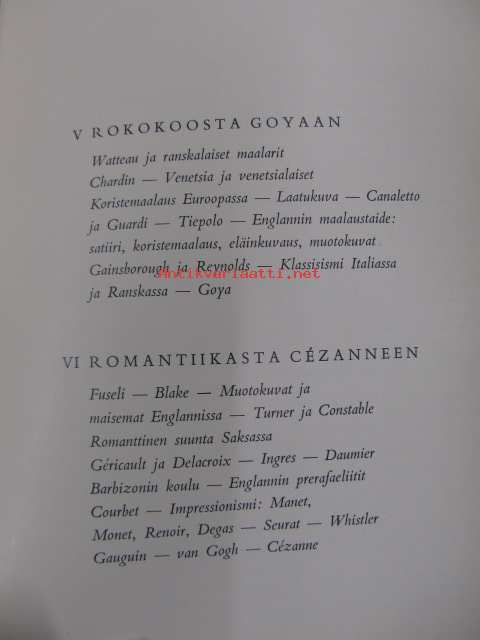 V ROKOKOOSTA GOYAAN
Watteau ja ranskalaiset maalarit
Chardin — Venetsia ja venetsialaiset
Koristemaalaus Euroopassa — Laatukuva — Canaletto
ja Guardi — Tiepolo — Englannin maalaustaide:
satiiri, koristemaalaus, eläinkuvaus, muotokuvat
Gainsborough ja Reynolds — Klassisismi Italiassa
Antikvariaatti.net
ja Ranskassa — Goya
VI ROMANTIIKASTA CÉZANNEEN
Fuseli — Blake — Muotokuvat ja
maisemat Englannissa — Turner ja Constable
Romanttinen suunta Saksassa
Géricault ja Delacroix — Ingres — Daumier
Barbizonin koulu — Englannin prerafaeliitit
Courbet — Impressionismi: Manet,
Monet, Renoir, Degas — Seurat — Whistler
Gauguin — van Gogh — Cézanne